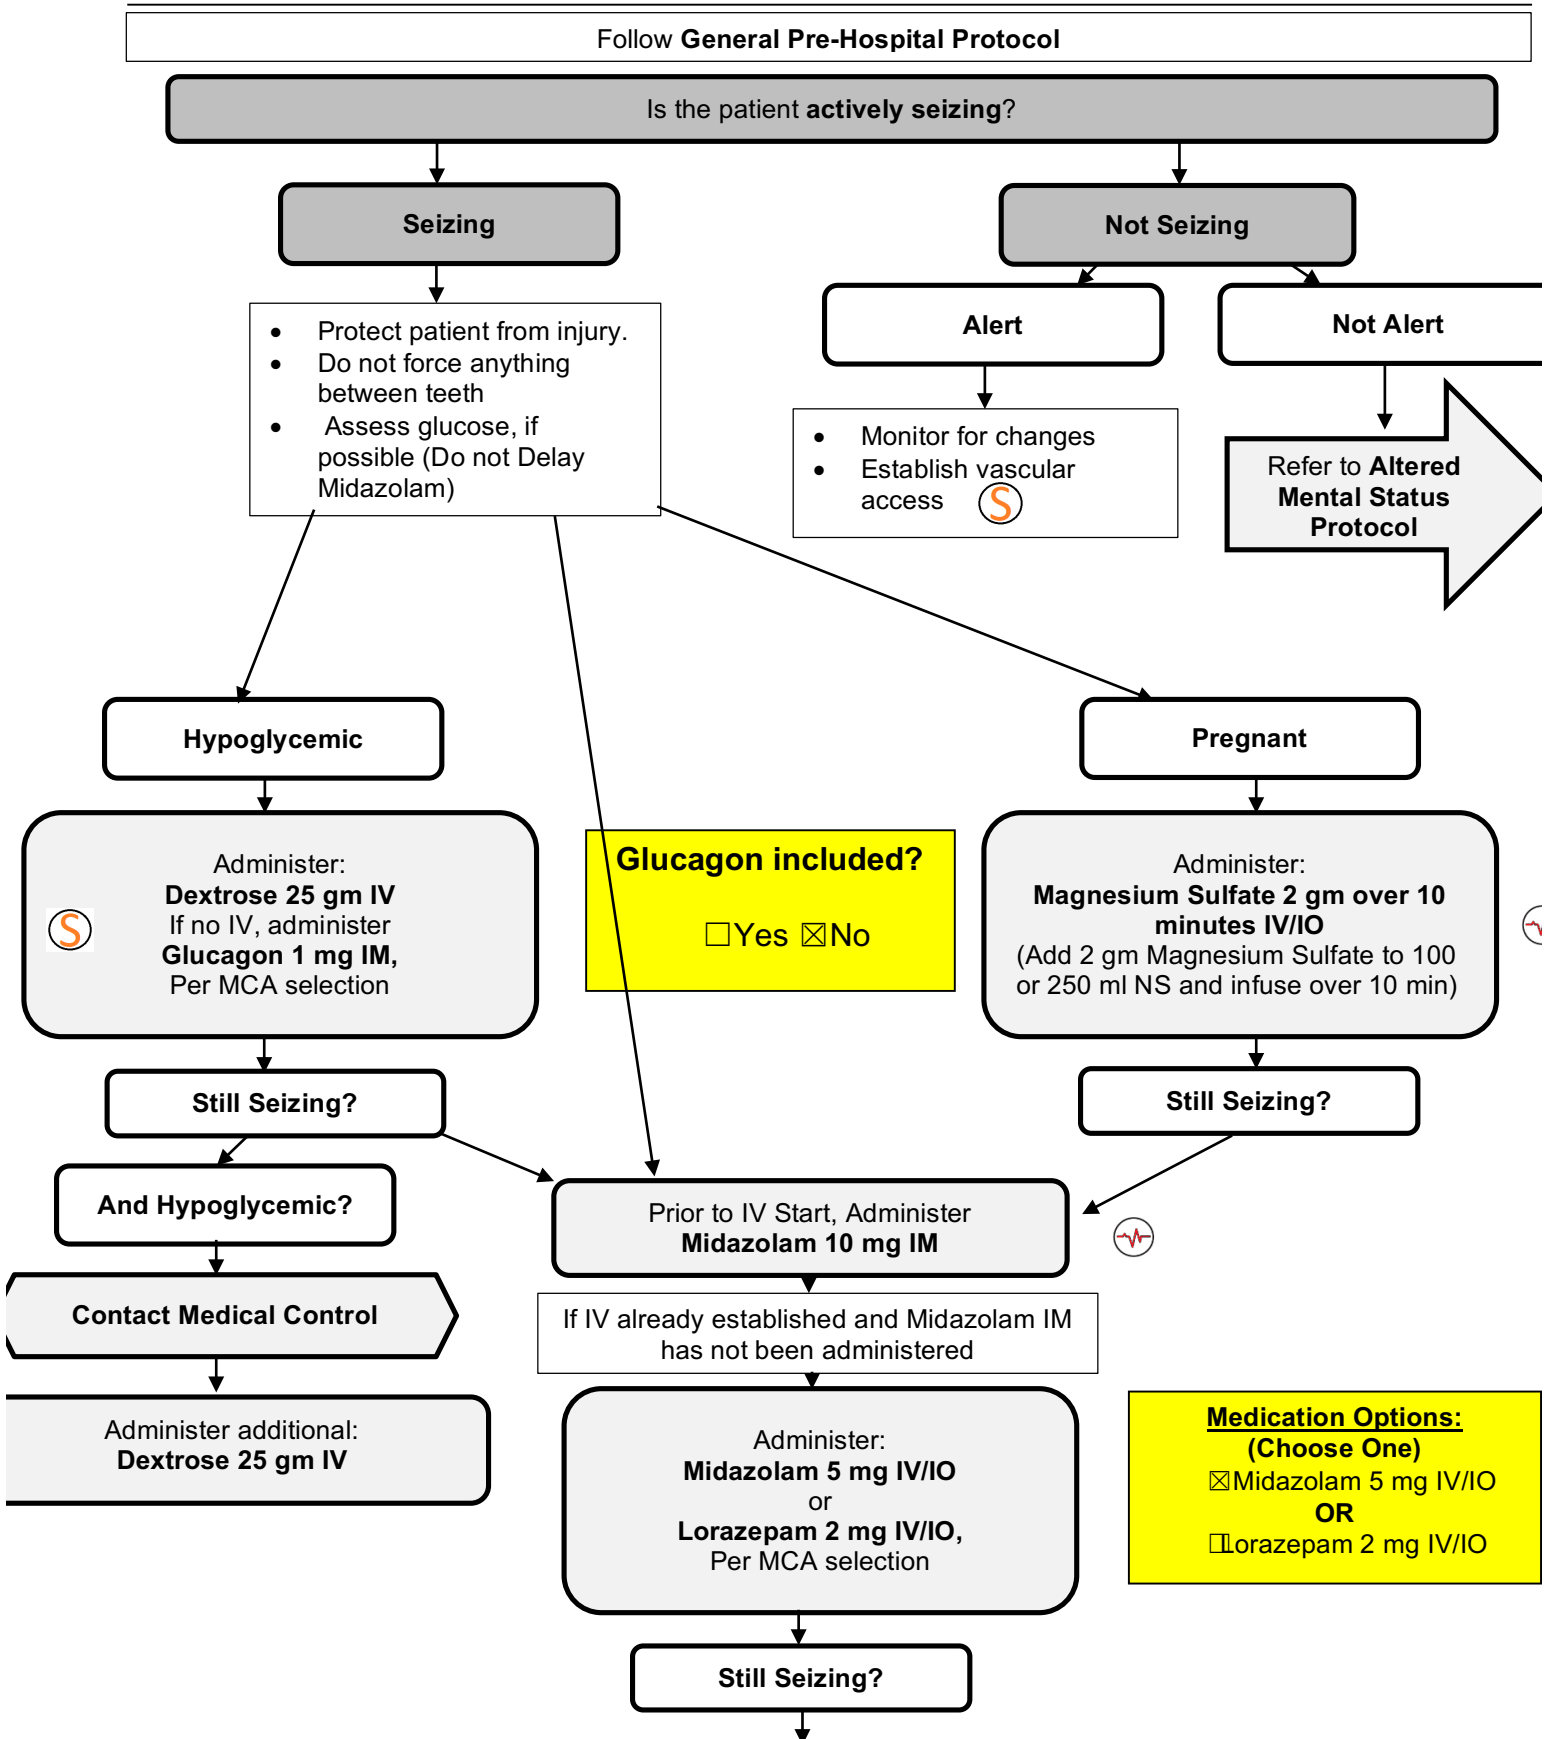 Follow General Pre-Hospital Protocol
Is the patient actively seizing?
Seizing
Not Seizing
• Protect patient from injury.
• Do not force anything
between teeth
• Assess glucose, if
possible (Do not Delay
Midazolam)
Alert
Not Alert
• Monitor for changes
• Establish vascular
access S
Refer to Altered
Mental Status
Protocol
Hypoglycemic
Pregnant
Administer:
Dextrose 25 gm IV
If no IV, administer
Glucagon 1 mg IM,
Per MCA selection
S
Glucagon included?
☐Yes ☒No
Administer:
Magnesium Sulfate 2 gm over 10
minutes IV/IO
(Add 2 gm Magnesium Sulfate to 100
or 250 ml NS and infuse over 10 min)
Still Seizing?
Still Seizing?
And Hypoglycemic?
Prior to IV Start, Administer
Midazolam 10 mg IM
Contact Medical Control
If IV already established and Midazolam IM
has not been administered
Administer additional:
Dextrose 25 gm IV
Administer:
Midazolam 5 mg IV/IO
or
Lorazepam 2 mg IV/IO,
Per MCA selection
Medication Options:
(Choose One)
☒Midazolam 5 mg IV/IO
OR
☐Lorazepam 2 mg IV/IO
Still Seizing?